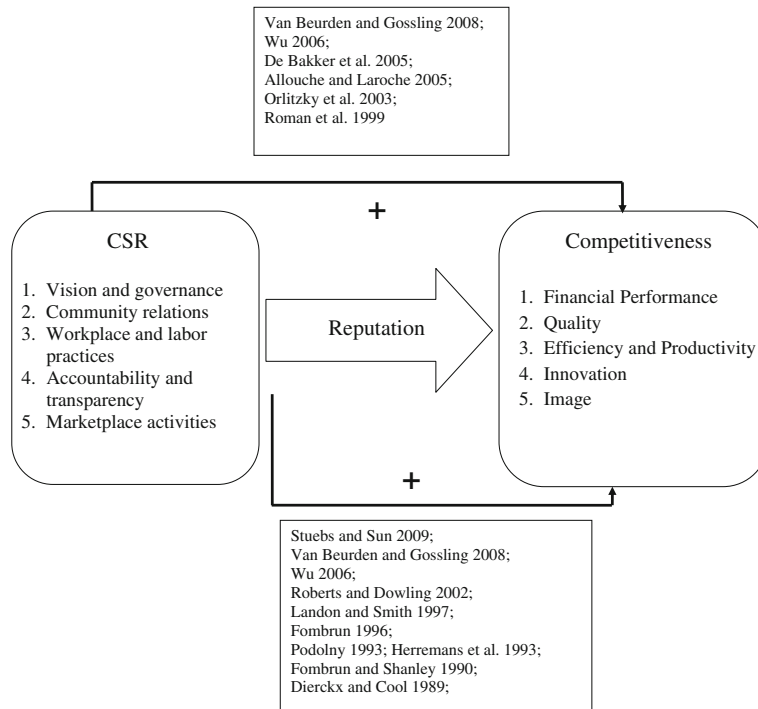 Van Beurden and Gossling 2008;
Wu 2006;
De Bakker et al. 2005;
Allouche and Laroche 2005;
Orlitzky et al. 2003;
Roman et al. 1999
+
CSR
1. Vision and governance
2. Community relations
3. Workplace and labor
practices
4. Accountability and
transparency
5. Marketplace activities
Reputation
Competitiveness
1. Financial Performance
2. Quality
3. Efficiency and Productivity
4. Innovation
5. Image
+
Stuebs and Sun 2009;
Van Beurden and Gossling 2008;
Wu 2006;
Roberts and Dowling 2002;
Landon and Smith 1997;
Fombrun 1996;
Podolny 1993; Herremans et al. 1993;
Fombrun and Shanley 1990;
Dierckx and Cool 1989;